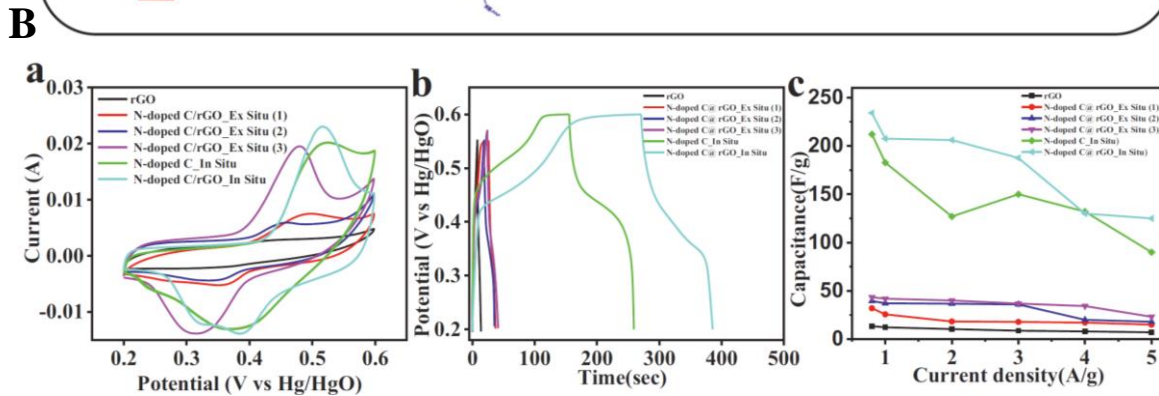 B
a
0.03
0.02
0.01
0.00
-0.01
Current (A)
rGO
N-doped C/rGO_Ex Situ (1)
N-doped C/rGO_Ex Situ (2)
N-doped C/rGO_Ex Situ (3)
N-doped C_In Situ
N-doped C/rGO_In Situ
0.2 0.3 0.4 0.5 0.6
Potential (V vs Hg/HgO)
b
0.6
0.5
0.4
0.3
0.2
Potential (V vs Hg/HgO)
rGO
N-doped C@ rGO_Ex Situ (1)
N-doped C@ rGO_Ex Situ (2)
N-doped C@ rGO_Ex Situ (3)
N-doped C_In Situ
N-doped C@ rGO_In Situ
0 100 200 300 400 500
Time(sec)
c
250
200
150
100
50
0
Capacitance(F/g)
rGO
N-doped C@ rGO_Ex Situ (1)
N-doped C@ rGO_Ex Situ (2)
N-doped C@ rGO_Ex Situ (3)
N-doped C_In Situ)
N-doped C@ rGO_In Situ)
1 2 3 4 5
Current density(A/g)